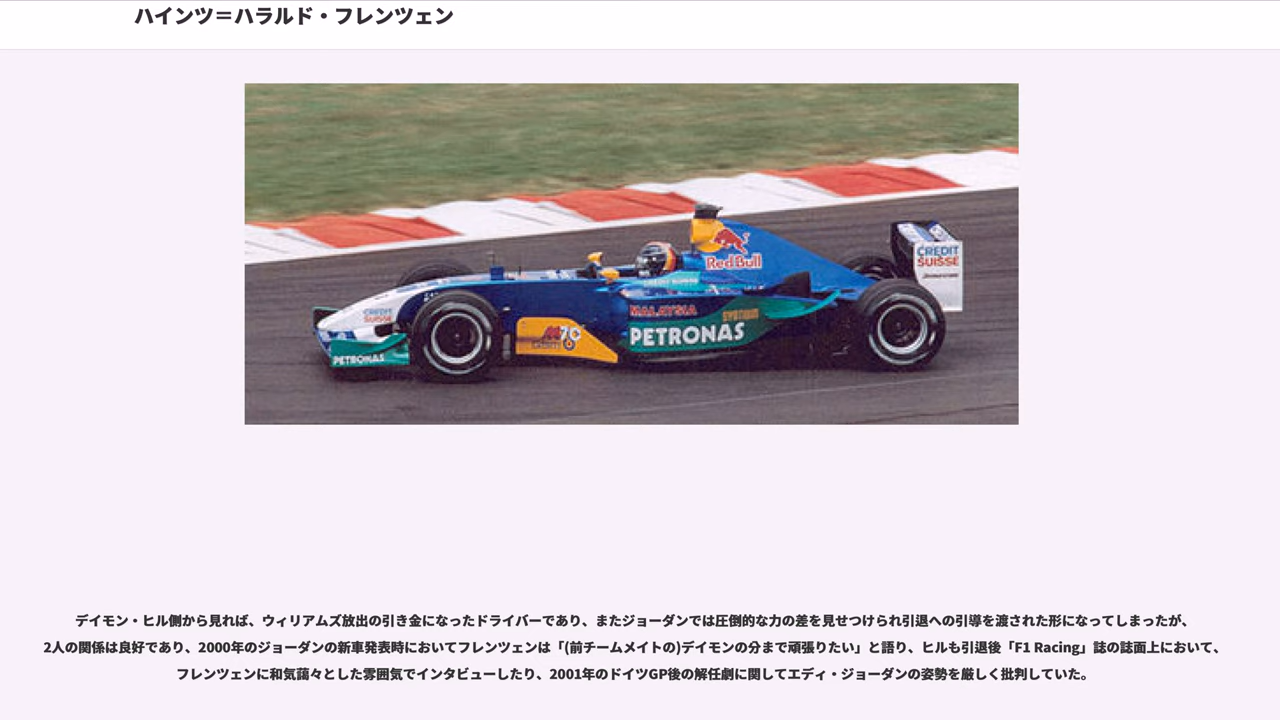 ハインツ＝ハラルド・フレンツェン
Red Bull
CREDIT
SUISSE
CREDIT
SUISSE
MALAYSIA
PETRONAS
PETRONAS
デイモン・ヒル側から見れば、ウィリアムズ放出の引き金になったドライバーであり、またジョーダンでは圧倒的な力の差を見せつけられ引退への引導を渡された形になってしまったが、
2人の関係は良好であり、2000年のジョーダンの新車発表時においてフレンツェンは「(前チームメイトの)デイモンの分まで頑張りたい」と語り、ヒルも引退後「F1 Racing」誌の誌面上において、
フレンツェンに和気藹々とした雰囲気でインタビューしたり、2001年のドイツGP後の解任劇に関してエディ・ジョーダンの姿勢を厳しく批判していた。